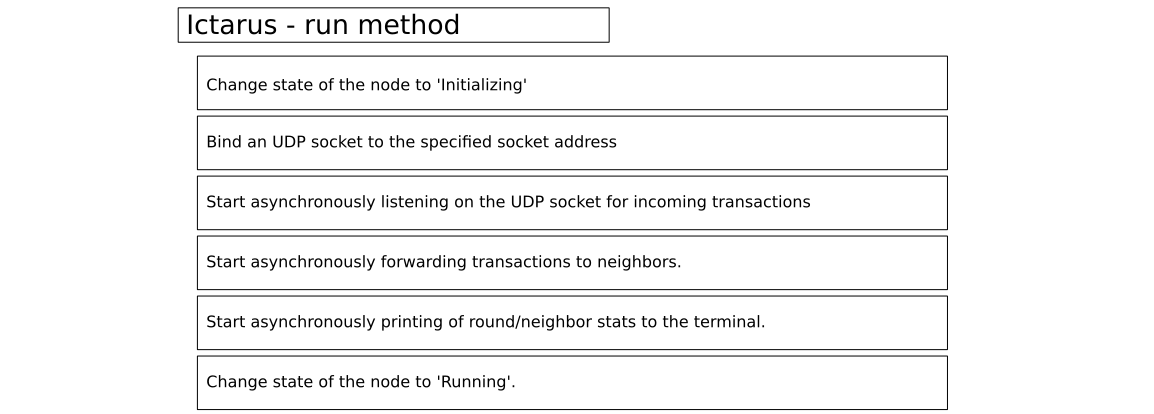 Ictarus - run method
Change state of the node to 'Initializing'
Bind an UDP socket to the specified socket address
Start asynchronously listening on the UDP socket for incoming transactions
Start asynchronously forwarding transactions to neighbors.
Start asynchronously printing of round/neighbor stats to the terminal.
Change state of the node to 'Running'.